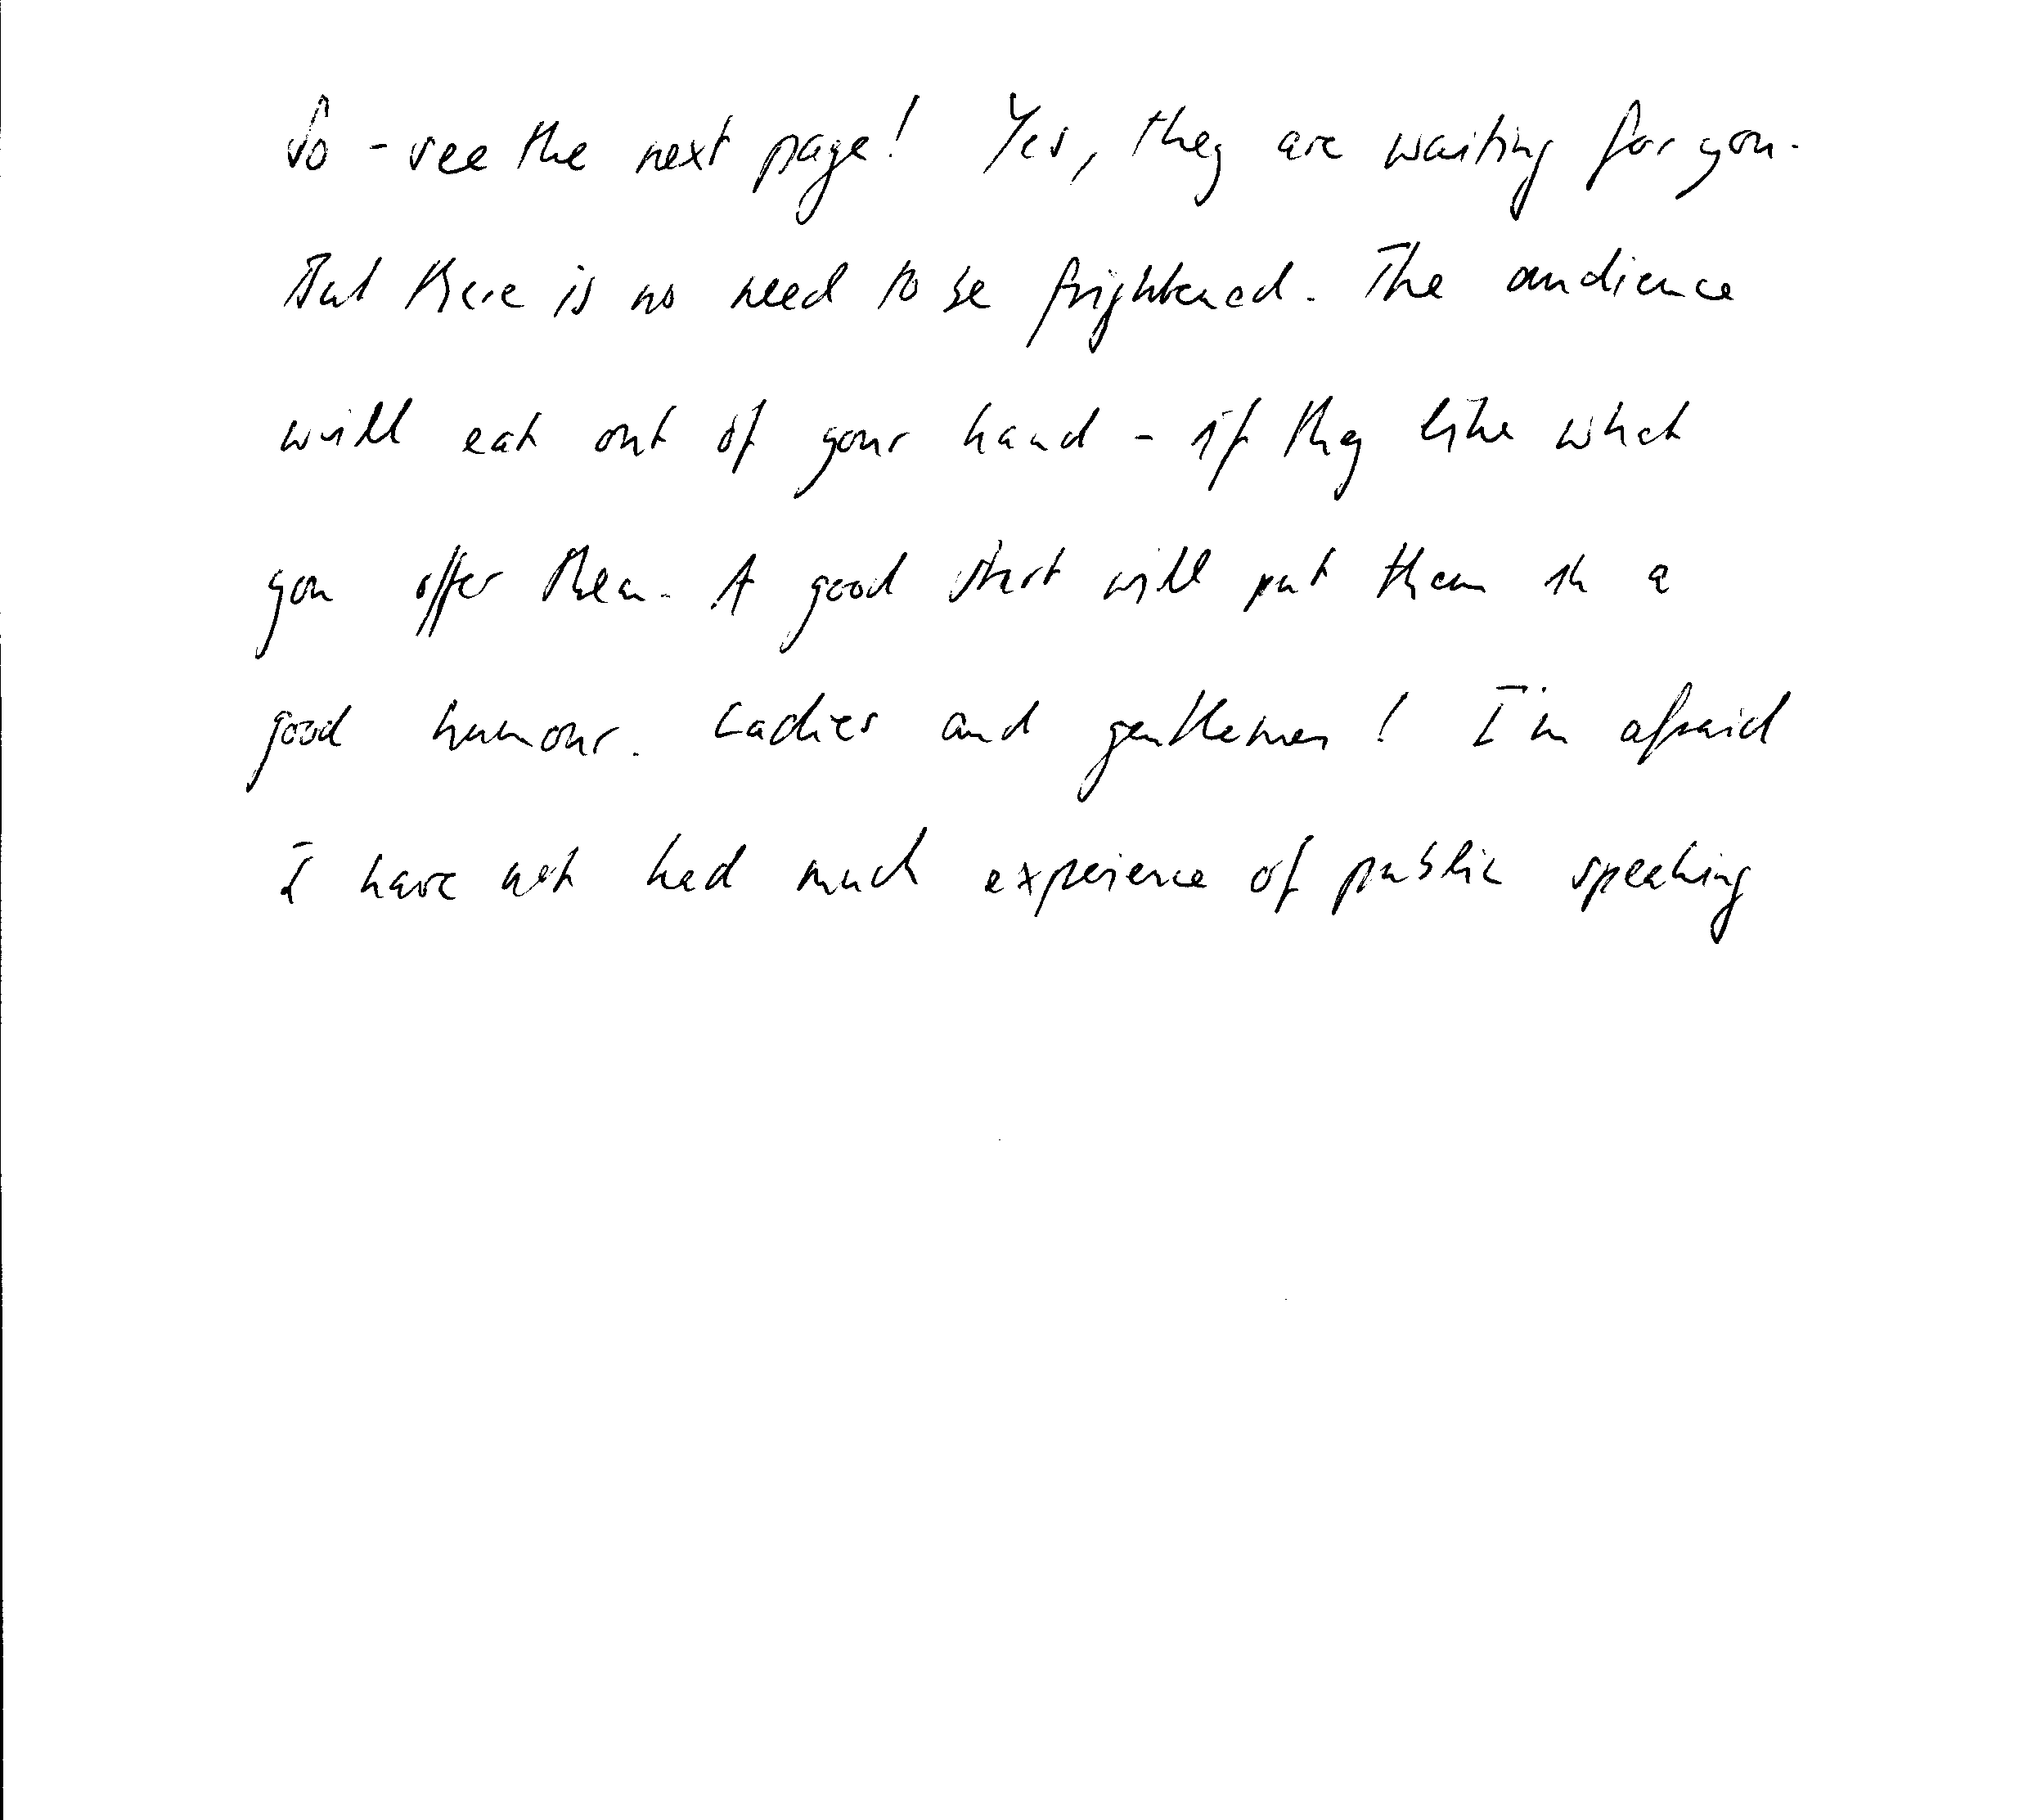 So - see the next page! Yes, they are waiting for you.
But there is no need to be frightened. The audience
will eat out of your hand - if they like what
you offer them. A good start will put them in a
good humour. Ladies and gentlemen! I'm afraid
I have not had much experience of public speaking